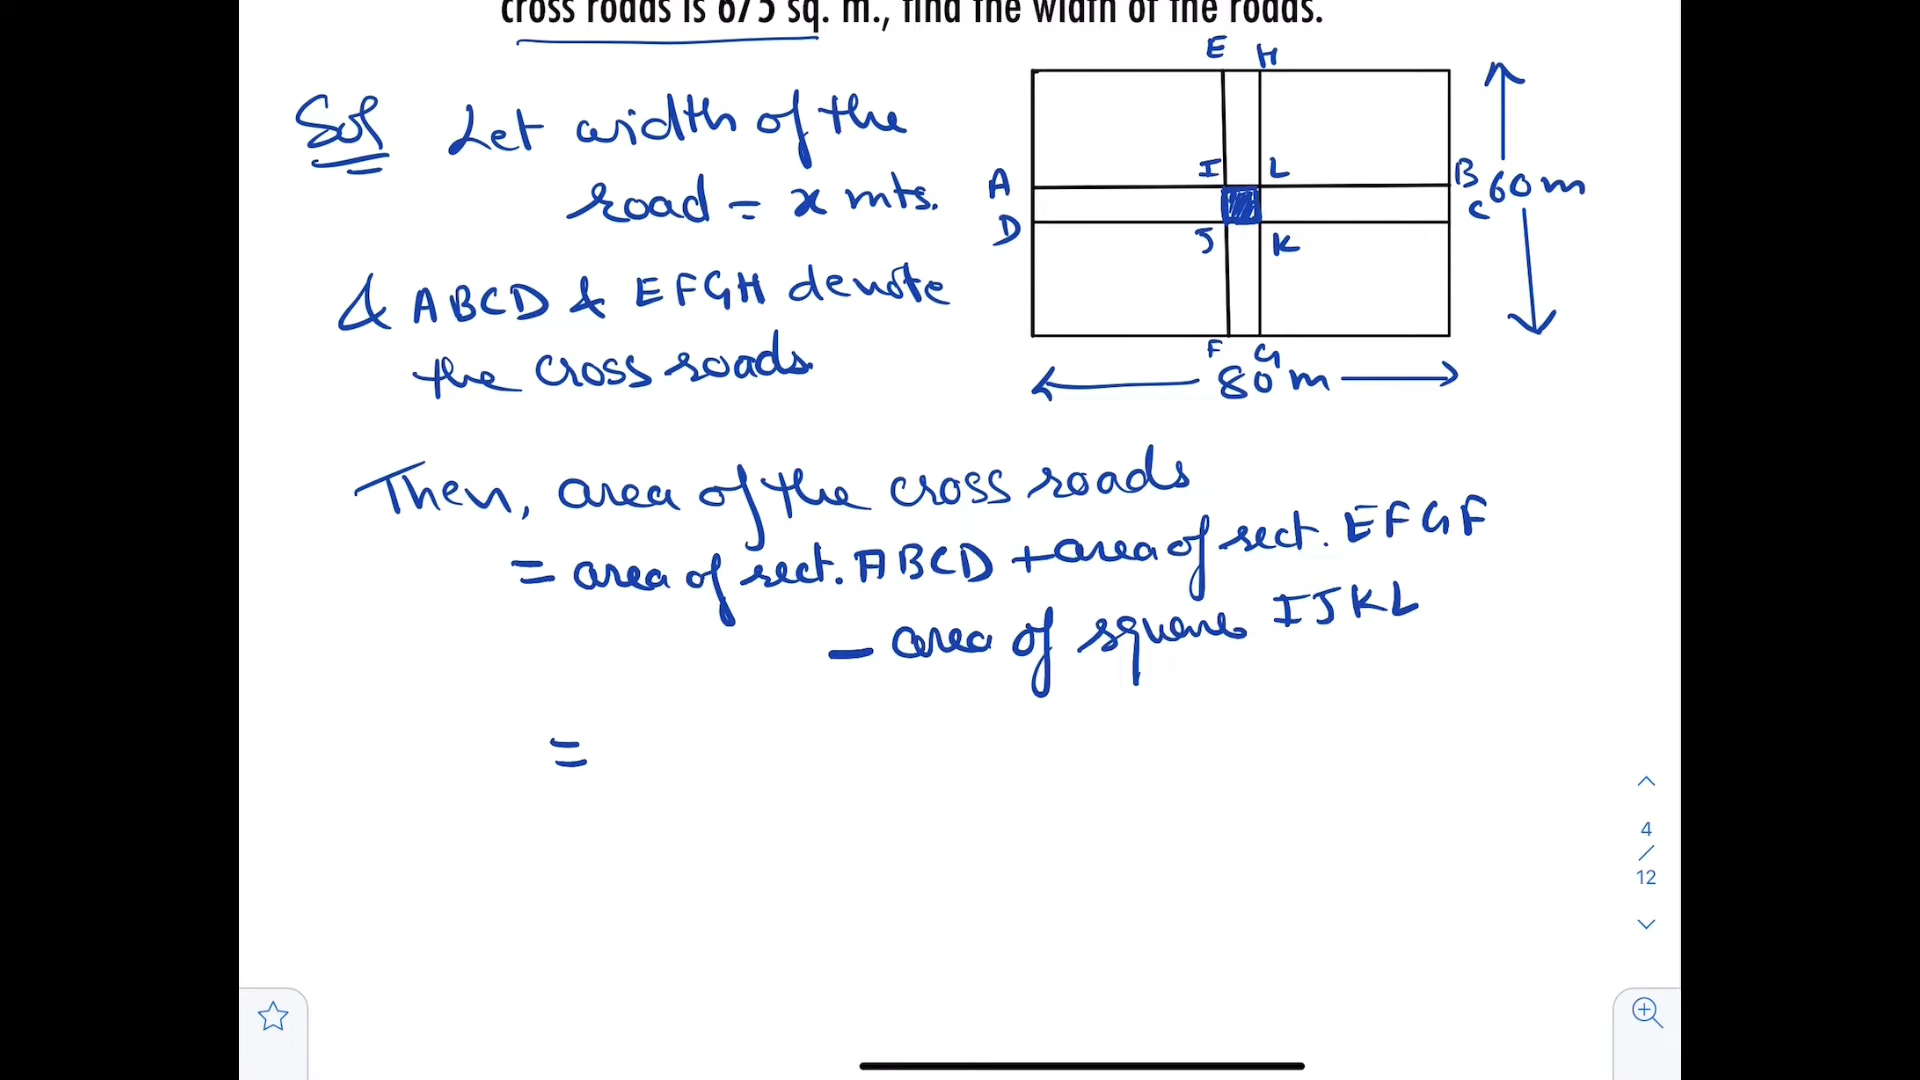 cross roads is 675 sq. m., find the width of the roads.
E H
Sol Let width of the
road = x mts.
I L
A B
60 m
D C
J K
& ABCD & EFGH denote
the cross roads.
F G
80 m
Then, area of the cross roads
= area of rect. ABCD + area of rect. EFGF
- area of square IJKL
=
4
/
12